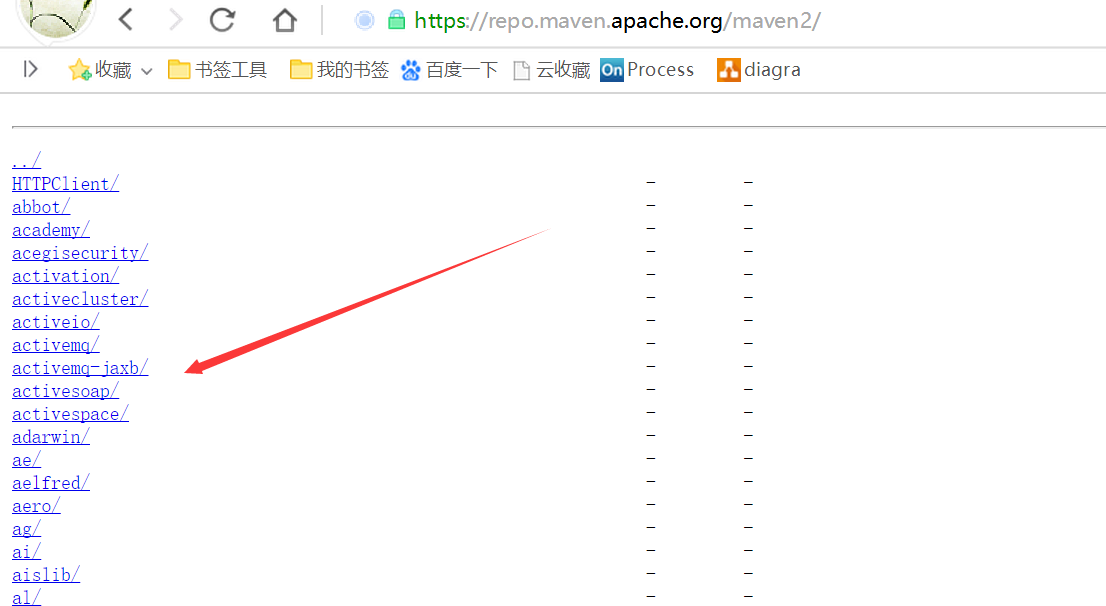 https://repo.maven.apache.org/maven2/
收藏 书签工具 我的书签 百度一下 云收藏 On Process diagra
../
HTTPClient/ - -
abbot/ - -
academy/ - -
acegisecurity/ - -
activation/ - -
activecluster/ - -
activeio/ - -
activemq/ - -
activemq-jaxb/ - -
activesoap/ - -
activespace/ - -
adarwin/ - -
ae/ - -
aelfred/ - -
aero/ - -
ag/ - -
ai/ - -
aislib/ - -
al/ - -